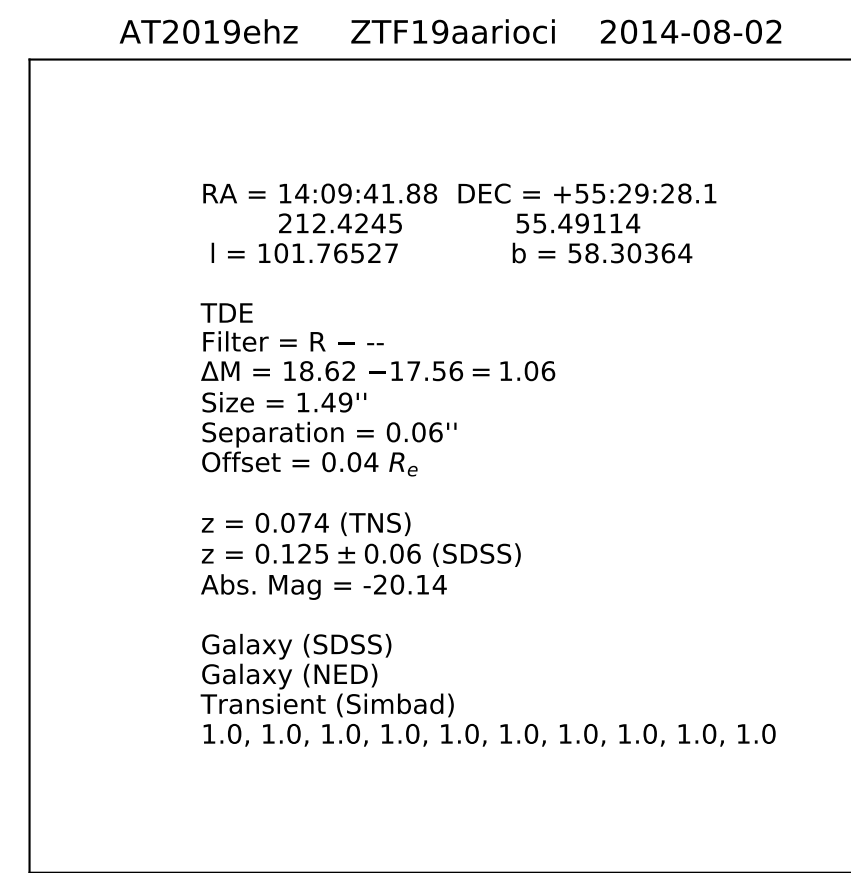 AT2019ehz ZTF19aarioci 2014-08-02
RA = 14:09:41.88 DEC = +55:29:28.1
212.4245 55.49114
l = 101.76527 b = 58.30364
TDE
Filter = R − --
ΔM = 18.62 −17.56 = 1.06
Size = 1.49''
Separation = 0.06''
Offset = 0.04 Re
z = 0.074 (TNS)
z = 0.125 ± 0.06 (SDSS)
Abs. Mag = -20.14
Galaxy (SDSS)
Galaxy (NED)
Transient (Simbad)
1.0, 1.0, 1.0, 1.0, 1.0, 1.0, 1.0, 1.0, 1.0, 1.0